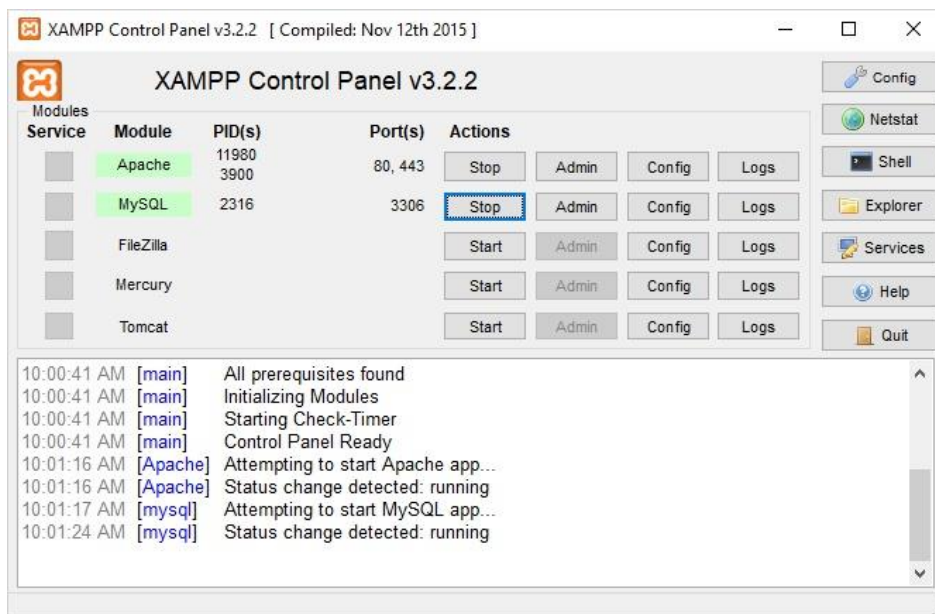 XAMPP Control Panel v3.2.2 [ Compiled: Nov 12th 2015 ]
XAMPP Control Panel v3.2.2
Config
Modules
Service Module PID(s) Port(s) Actions
Netstat
Apache 11980 3900 80, 443 Stop Admin Config Logs
Shell
MySQL 2316 3306 Stop Admin Config Logs
Explorer
FileZilla Start Admin Config Logs
Services
Mercury Start Admin Config Logs
Help
Tomcat Start Admin Config Logs
Quit
10:00:41 AM [main] All prerequisites found
10:00:41 AM [main] Initializing Modules
10:00:41 AM [main] Starting Check-Timer
10:00:41 AM [main] Control Panel Ready
10:01:16 AM [Apache] Attempting to start Apache app...
10:01:16 AM [Apache] Status change detected: running
10:01:17 AM [mysql] Attempting to start MySQL app...
10:01:24 AM [mysql] Status change detected: running